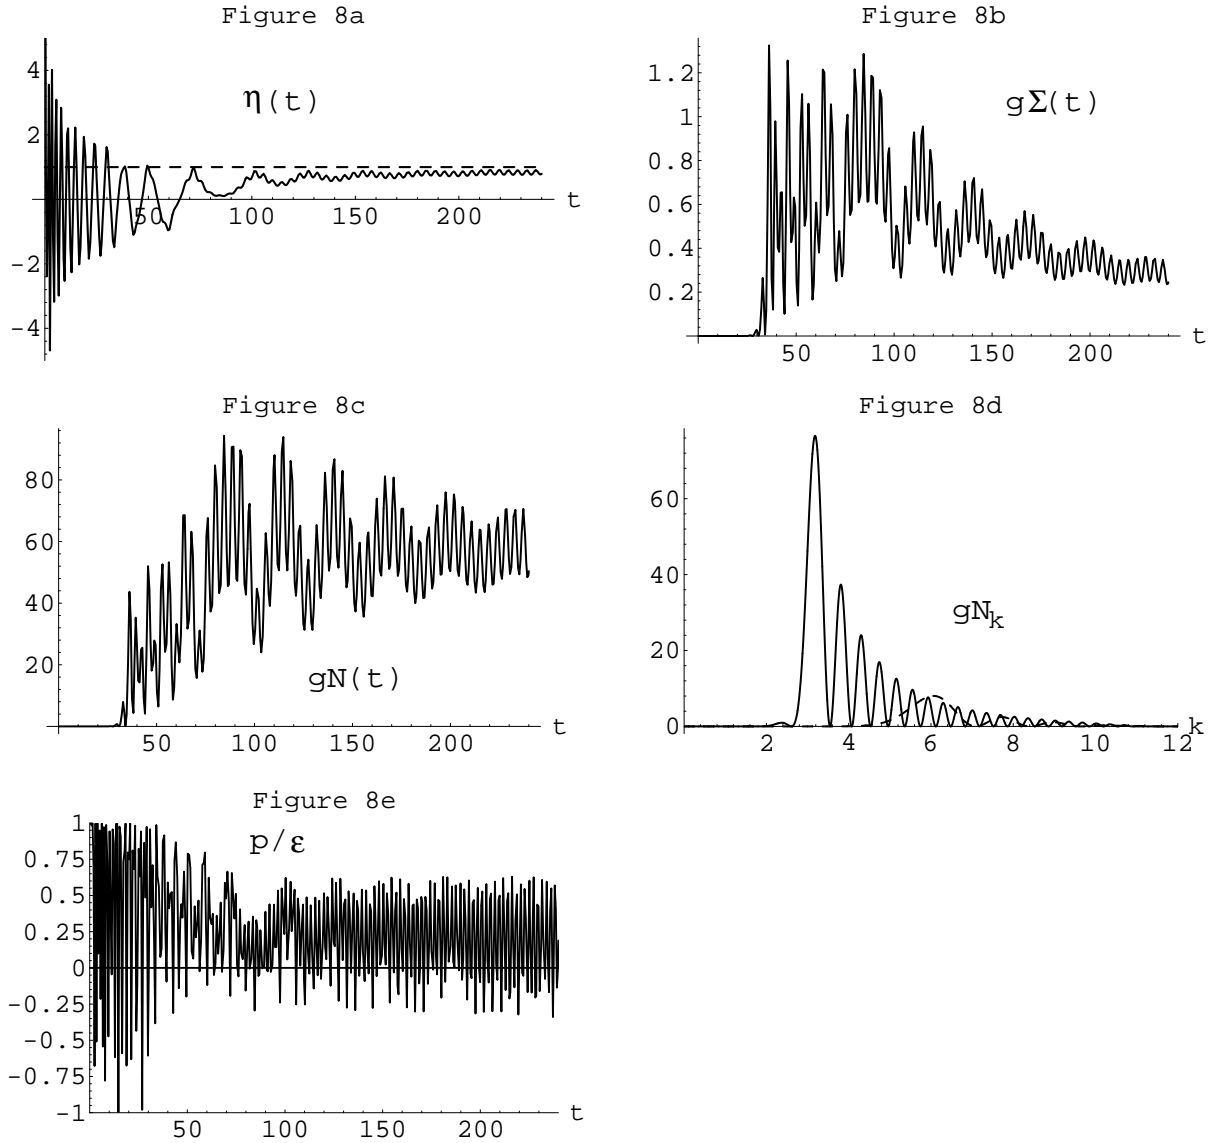 Figure 8a
4
2
-2
-4
η(t)
50 100 150 200 t
Figure 8b
1.2
1
0.8
0.6
0.4
0.2
gΣ(t)
50 100 150 200 t
Figure 8c
80
60
40
20
gN(t)
50 100 150 200 t
Figure 8d
60
40
20
0
gNk
2 4 6 8 10 12 k
Figure 8e
1
0.75
0.5
0.25
0
-0.25
-0.5
-0.75
-1
p/ε
50 100 150 200 t